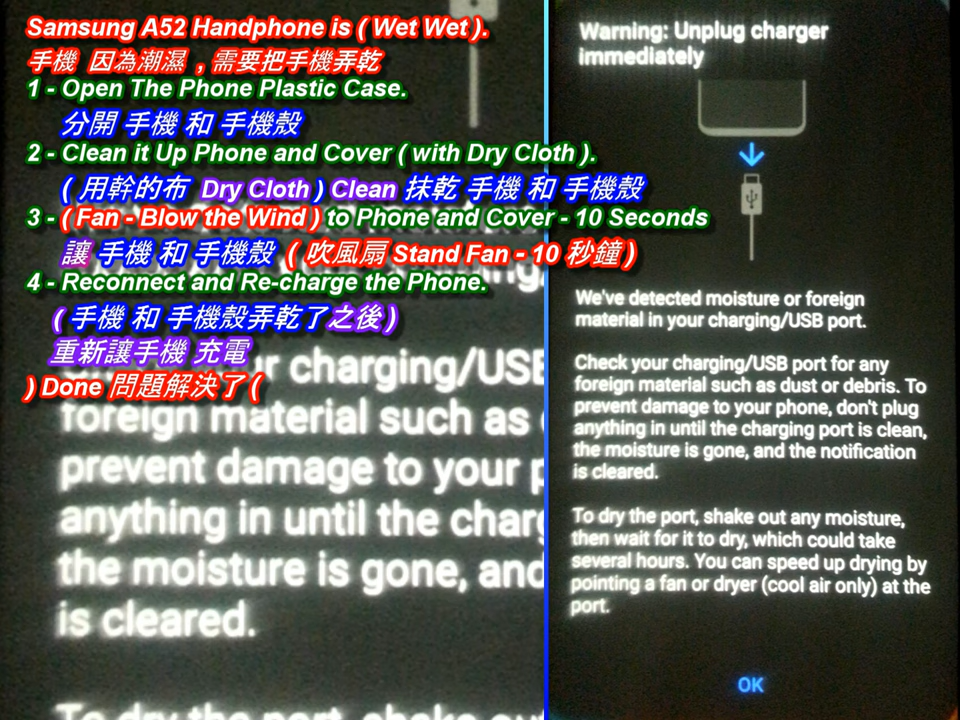 Samsung A52 Handphone is ( Wet Wet ).
手機 因為潮濕 , 需要把手機弄乾
1 - Open The Phone Plastic Case.
分開 手機 和 手機殼
2 - Clean it Up Phone and Cover ( with Dry Cloth ).
( 用幹的布 Dry Cloth ) Clean 抹乾 手機 和 手機殼
3 - ( Fan - Blow the Wind ) to Phone and Cover - 10 Seconds
讓 手機 和 手機殼 ( 吹風扇 Stand Fan - 10 秒鐘 )
4 - Reconnect and Re-charge the Phone.
( 手機 和 手機殼弄乾了之後 )
重新讓手機 充電
) Done 問題解決了 (
r charging/USB
foreign material such as
prevent damage to your p
anything in until the charg
the moisture is gone, and
is cleared.
To dry the port, shake out
Warning: Unplug charger
immediately
We've detected moisture or foreign
material in your charging/USB port.
Check your charging/USB port for any
foreign material such as dust or debris. To
prevent damage to your phone, don't plug
anything in until the charging port is clean,
the moisture is gone, and the notification
is cleared.
To dry the port, shake out any moisture,
then wait for it to dry, which could take
several hours. You can speed up drying by
pointing a fan or dryer (cool air only) at the
port.
OK